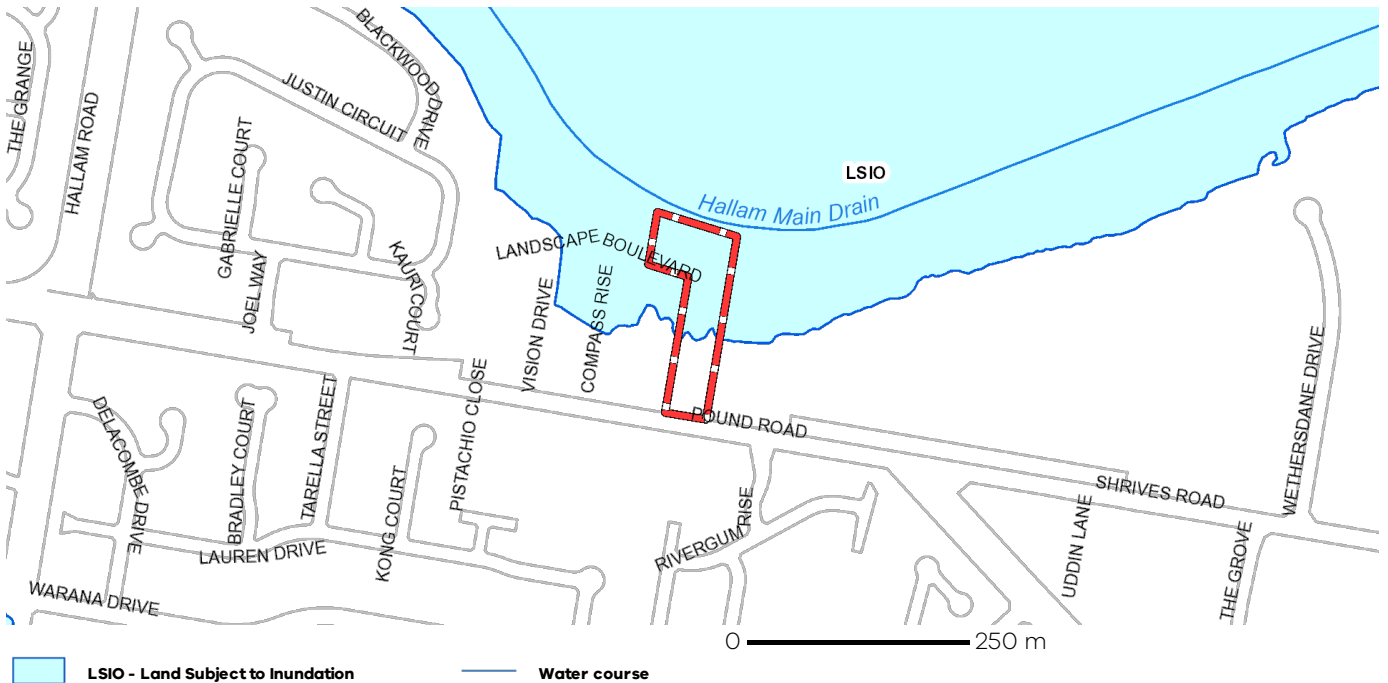 BLACKWOOD DRIVE
THE GRANGE
HALLAM ROAD
JUSTIN CIRCUIT
GABRIELLE COURT
LSIO
Hallam Main Drain
LANDSCAPE BOULEVARD
KAURI COURT
JOEL WAY
VISION DRIVE
COMPASS RISE
WETHERSDANE DRIVE
PISTACHIO CLOSE
POUND ROAD
DELACOMBE DRIVE
BRADLEY COURT
TARELLA STREET
KONG COURT
SHRIVES ROAD
RIVERGUM RISE
UDDIN LANE
THE GROVE
LAUREN DRIVE
WARANA DRIVE
0 250 m
LSIO - Land Subject to Inundation
Water course